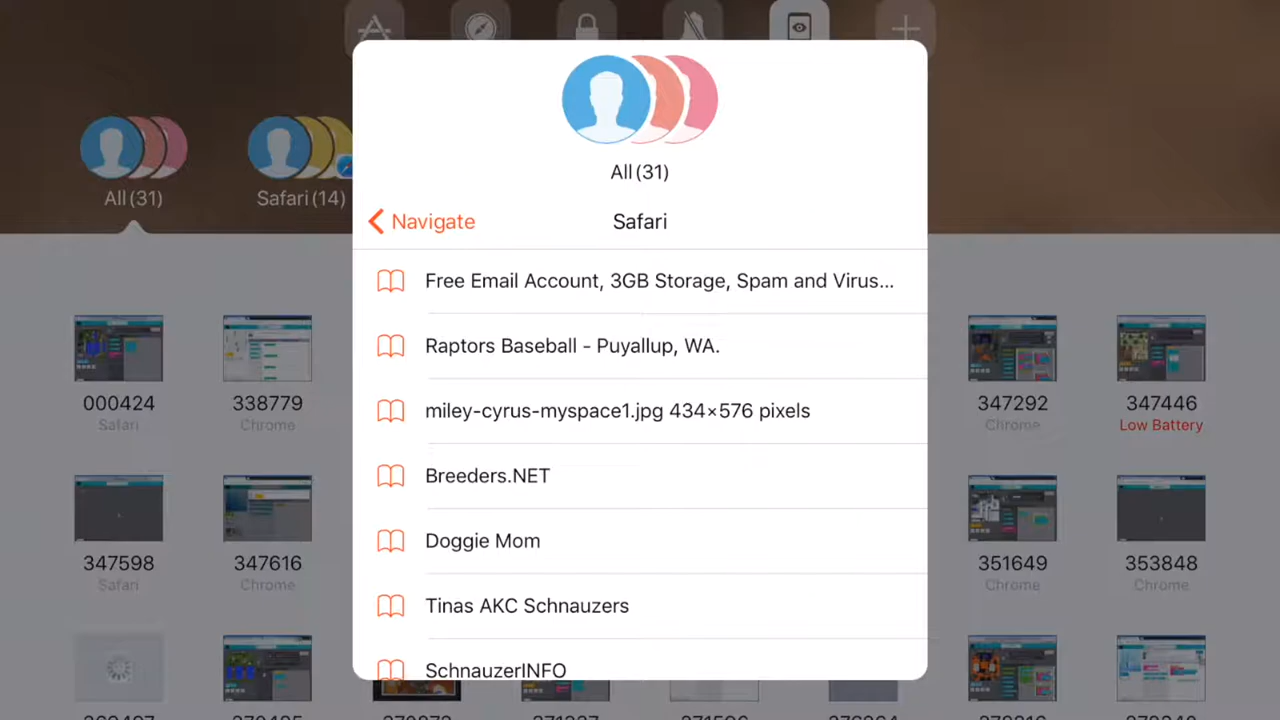 All (31)
Navigate
Safari
Free Email Account, 3GB Storage, Spam and Virus...
Raptors Baseball - Puyallup, WA.
miley-cyrus-myspace1.jpg 434×576 pixels
Breeders.NET
Doggie Mom
Tinas AKC Schnauzers
SchnauzerINFO
All (31)
Safari (14)
000424
Safari
338779
Chrome
347292
Chrome
347446
Low Battery
347598
Safari
347616
Chrome
351649
Chrome
353848
Chrome